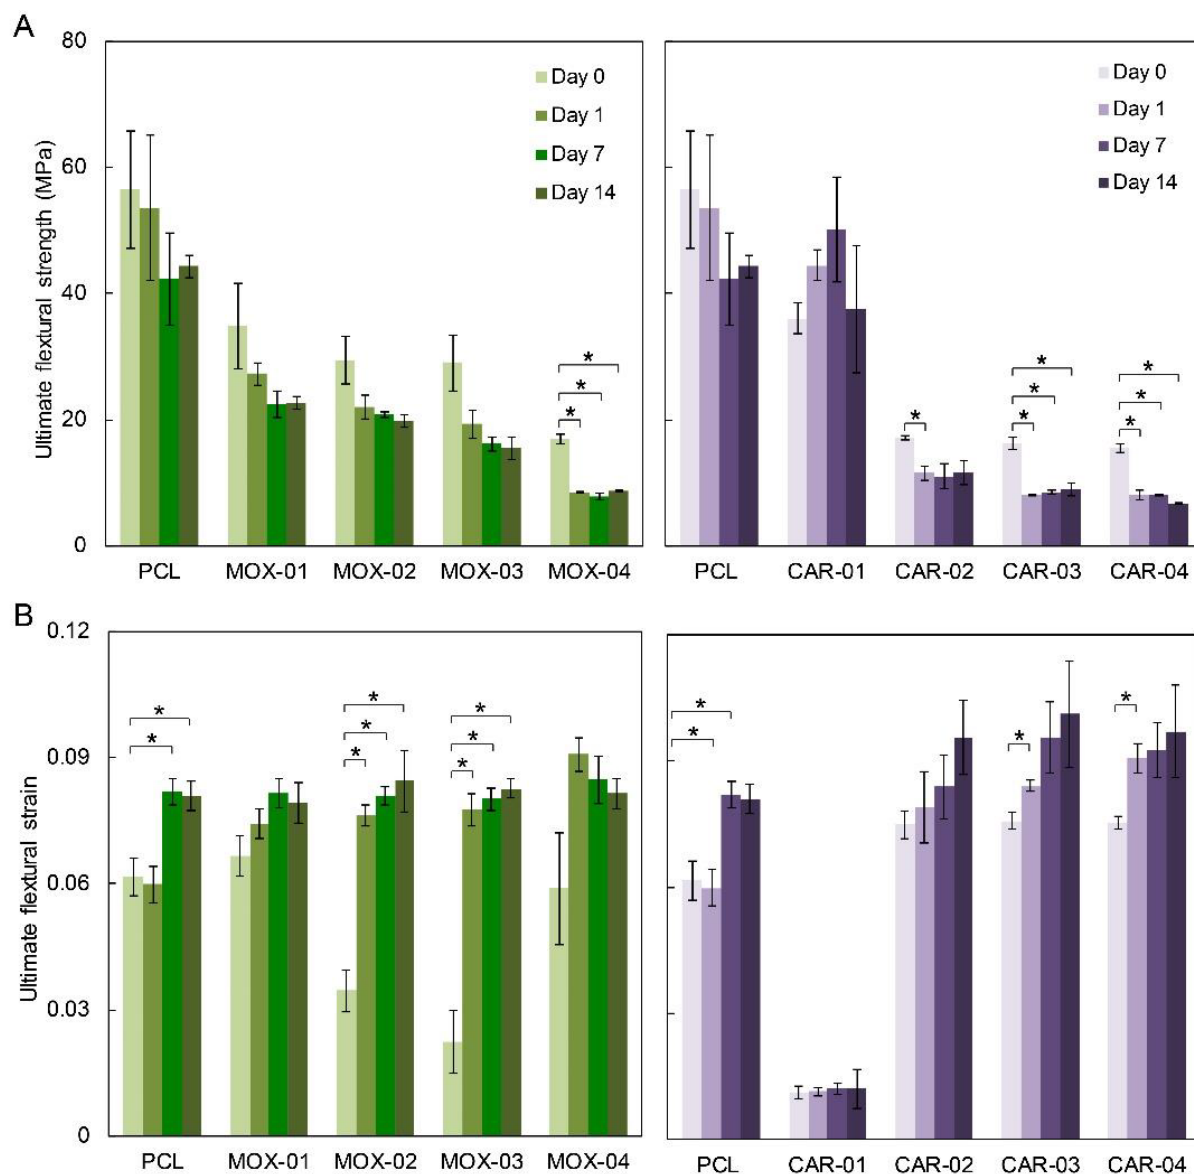 A
80
60
40
20
0
Ultimate flextural strength (MPa)
Day 0
Day 1
Day 7
Day 14
* * *
PCL MOX-01 MOX-02 MOX-03 MOX-04
Day 0
Day 1
Day 7
Day 14
* * * * * * *
PCL CAR-01 CAR-02 CAR-03 CAR-04
B
0.12
0.09
0.06
0.03
0
Ultimate flextural strain
* * * * * * * *
PCL MOX-01 MOX-02 MOX-03 MOX-04
* * * *
PCL CAR-01 CAR-02 CAR-03 CAR-04